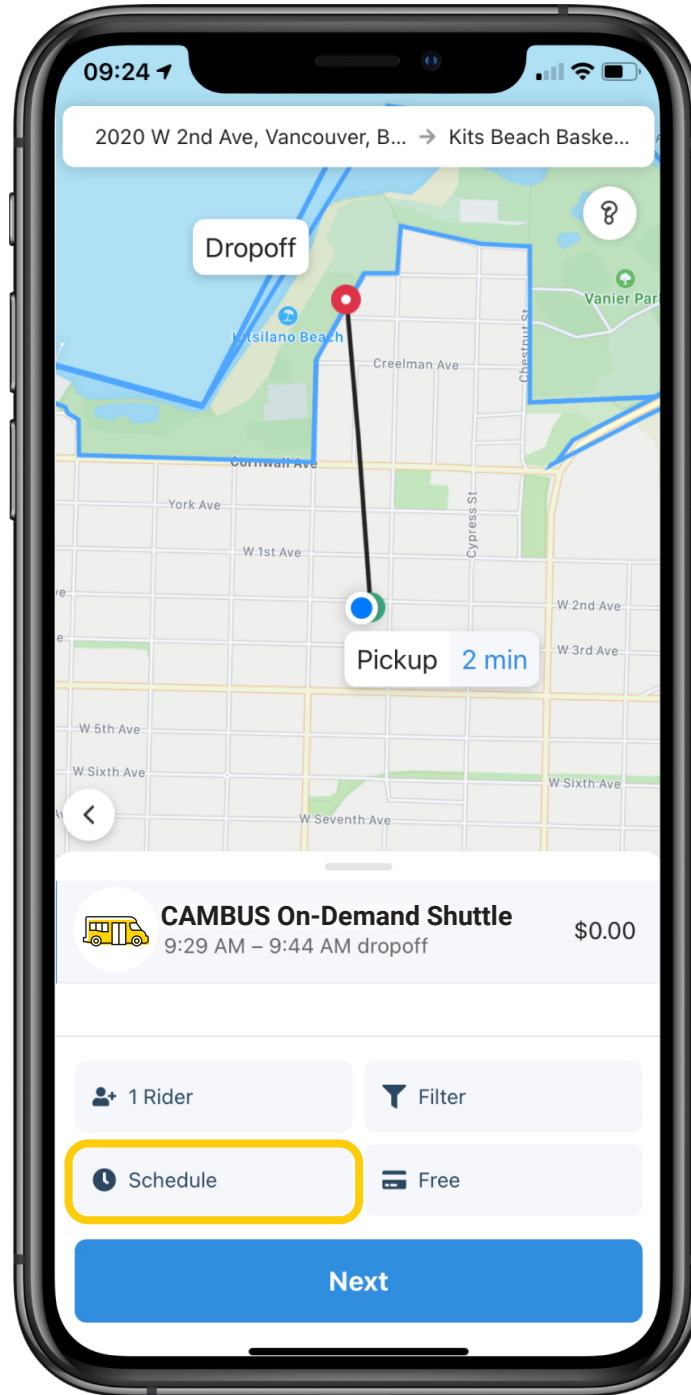 09:24
2020 W 2nd Ave, Vancouver, B... → Kits Beach Baske...
Dropoff
Vanier Par
Kitsilano Beach
Chestnut St
Creelman Ave
Cornwall Ave
York Ave
Cypress St
W 1st Ave
W 2nd Ave
Pickup 2 min
W 3rd Ave
W 5th Ave
W Sixth Ave
W Sixth Ave
W Seventh Ave
CAMBUS On-Demand Shuttle
$0.00
9:29 AM – 9:44 AM dropoff
1 Rider
Filter
Schedule
Free
Next